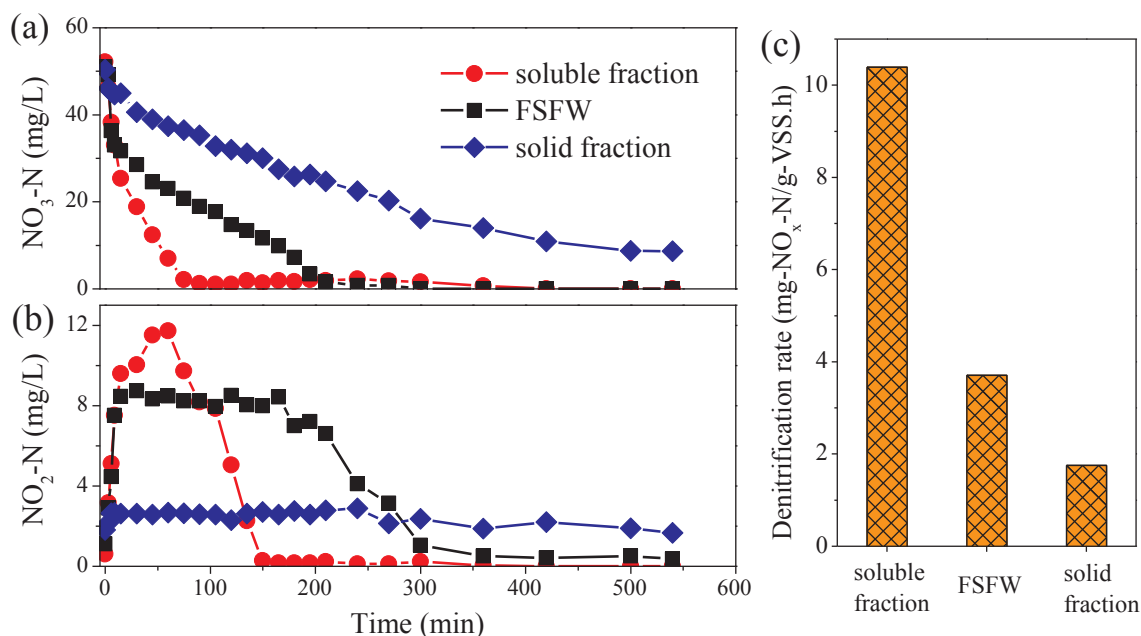 (a)
NO3-N (mg/L)
60
40
20
0
soluble fraction
FSFW
solid fraction
(b)
NO2-N (mg/L)
12
8
4
0
0 100 200 300 400 500 600
Time (min)
(c)
Denitrification rate (mg-NOx-N/g-VSS.h)
10
8
6
4
2
0
soluble
fraction
FSFW
solid
fraction